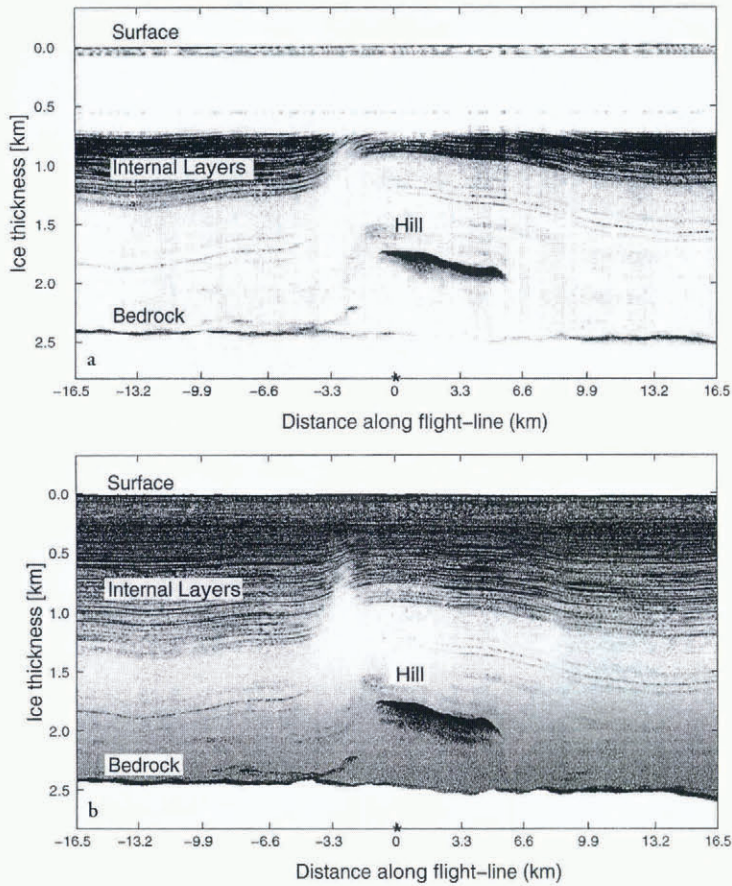 Surface
0.0
0.5
Internal Layers
1.0
Ice thickness [km]
1.5
Hill
2.0
Bedrock
2.5
a
*
−16.5 −13.2 −9.9 −6.6 −3.3 0 3.3 6.6 9.9 13.2 16.5
Distance along flight−line (km)
Surface
0.0
0.5
Internal Layers
1.0
Ice thickness [km]
1.5
Hill
2.0
Bedrock
2.5
b
*
−16.5 −13.2 −9.9 −6.6 −3.3 0 3.3 6.6 9.9 13.2 16.5
Distance along flight−line (km)